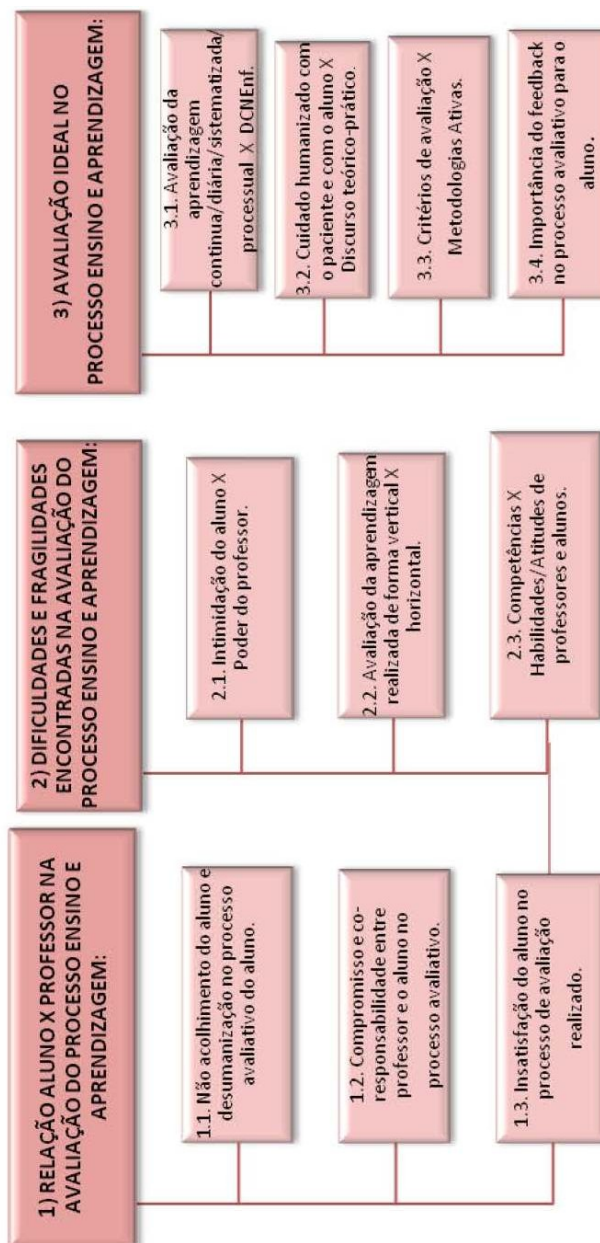 1) RELAÇÃO ALUNO X PROFESSOR NA
AVALIAÇÃO DO PROCESSO ENSINO E
APRENDIZAGEM:
1.1. Não acolhimento do aluno e
desumanização no processo
avaliativo do aluno.
1.2. Compromisso e co-
responsabilidade entre
professor e o aluno no
processo avaliativo.
1.3. Insatisfação do aluno no
processo de avaliação
realizado.
2) DIFICULDADES E FRAGILIDADES
ENCONTRADAS NA AVALIAÇÃO DO
PROCESSO ENSINO E APRENDIZAGEM:
2.1. Intimidação do aluno X
Poder do professor.
2.2. Avaliação da aprendizagem
realizada de forma vertical X
horizontal.
2.3. Competências X
Habilidades/Atitudes de
professores e alunos.
3) AVALIAÇÃO IDEAL NO
PROCESSO ENSINO E APRENDIZAGEM:
3.1. Avaliação da
aprendizagem
continua/diária/sistematizada/
processual X DCNEnf.
3.2. Cuidado humanizado com
o paciente e com o aluno X
Discurso teórico-prático.
3.3. Critérios de avaliação X
Metodologias Ativas.
3.4. Importância do feedback
no processo avaliativo para o
aluno.